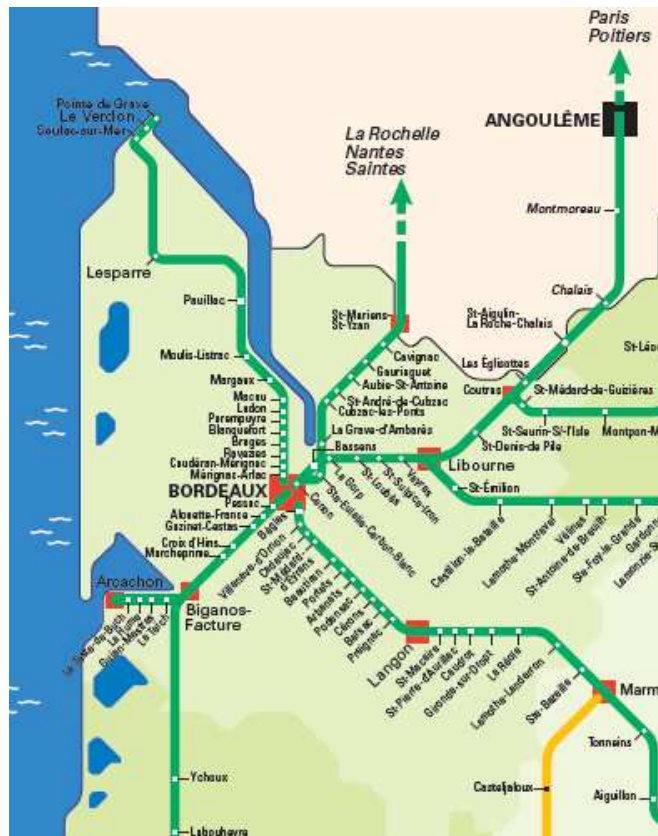 Paris
Poitiers
Pointe de Grave
Le Verdon
Soulac-sur-Mer
ANGOULÊME
La Rochelle
Nantes
Saintes
Montmoreau
Lesparre
Chalais
Pauillac
St-Mariens
St-Yzan
St-Aigulin-
La Roche-Chalais
Moulis-Listrac
Cavignac
Gauriaguet
Aubie-St-Antoine
St-André-de-Cubzac
Cubzac-les-Ponts
Les Églisottes
St-Léo
Margaux
Coutras
St-Médard-de-Guizières
Macau
Ludon
Parempuyre
Blanquefort
Bruges
Ravezies
Caudéran-Mérignac
Mérignac-Arlac
La Grave-d'Ambarès
Bassens
St-Seurin-S/-l'Isle
Montpon-M
St-Denis de Pile
Libourne
BORDEAUX
La Gorp
St-Loubès
St-Sulpice-Izon
Vayres
St-Émilion
Pessac
Alouette-France
Gazinet-Cestas
Cenon
Ste-Eulalie-Carbon-Blanc
Croix d'Hins
Marcheprime
Bègles
Villenave-d'Ornon
Cadaujac
St-Médard-
d'Eyrans
Beautiran
Portets
Arbanats
Podensac
Cérons
Barsac
Preignac
Castillon-la-Bataille
Lamothe-Montravel
Vélines
St-Antoine-de-Breuilh
Ste-Foy-la-Grande
Gardonne
Lamonzie-S
Arcachon
Biganos-
Facture
La Teste-de-Buch
La Hume
Gujan-Mestras
Le Teich
Langon
St-Macaire
St-Pierre-d'Aurillac
Caudrot
Gironde-sur-Dropt
La Réole
Lamothe-Landerron
Ste-Bazeille
Marm
Tonneins
Ychoux
Casteljaloux
Aiguillon
Labouheyre